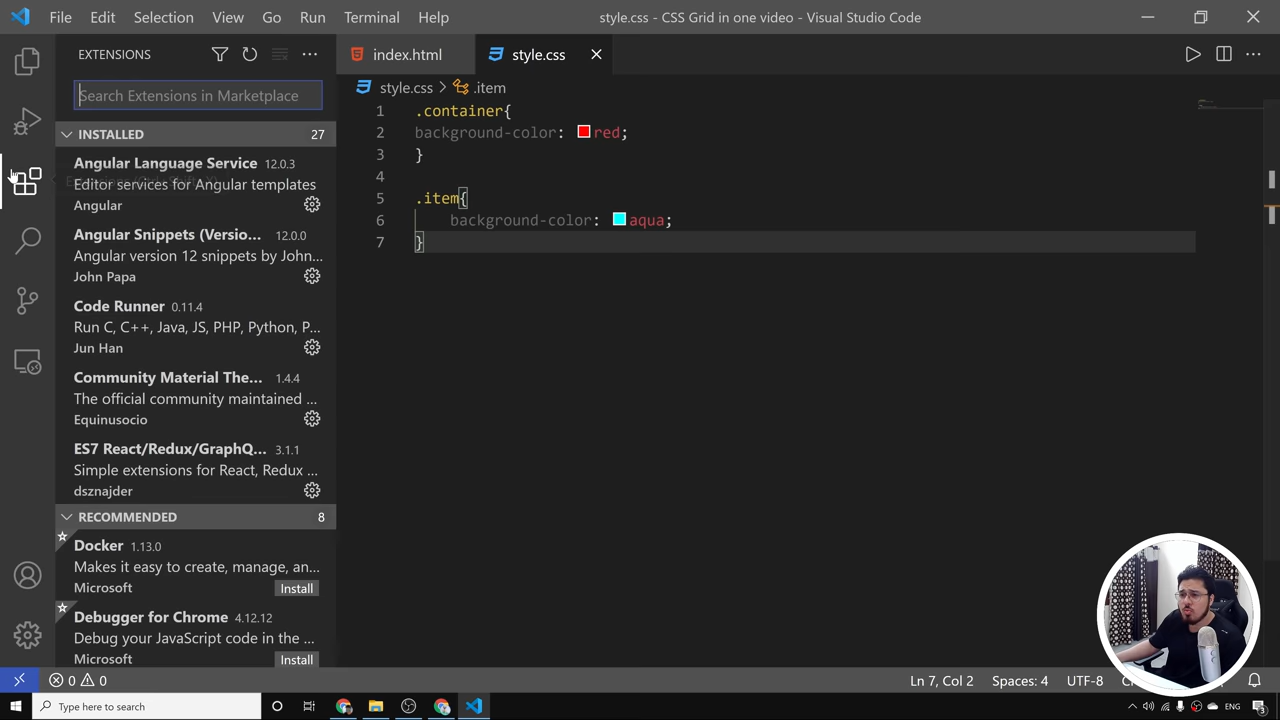 File Edit Selection View Go Run Terminal Help style.css - CSS Grid in one video - Visual Studio Code
EXTENSIONS
Search Extensions in Marketplace
INSTALLED 27
Angular Language Service 12.0.3
Editor services for Angular templates
Angular
Angular Snippets (Versio... 12.0.0
Angular version 12 snippets by John...
John Papa
Code Runner 0.11.4
Run C, C++, Java, JS, PHP, Python, P...
Jun Han
Community Material The... 1.4.4
The official community maintained ...
Equinusocio
ES7 React/Redux/GraphQ... 3.1.1
Simple extensions for React, Redux ...
dsznajder
RECOMMENDED 8
Docker 1.13.0
Makes it easy to create, manage, an...
Microsoft Install
Debugger for Chrome 4.12.12
Debug your JavaScript code in the ...
Microsoft Install
index.html style.css
style.css > .item
1 .container{
2 background-color: red;
3 }
4
5 .item{
6 background-color: aqua;
7 }
0 0 Ln 7, Col 2 Spaces: 4 UTF-8
Type here to search ENG